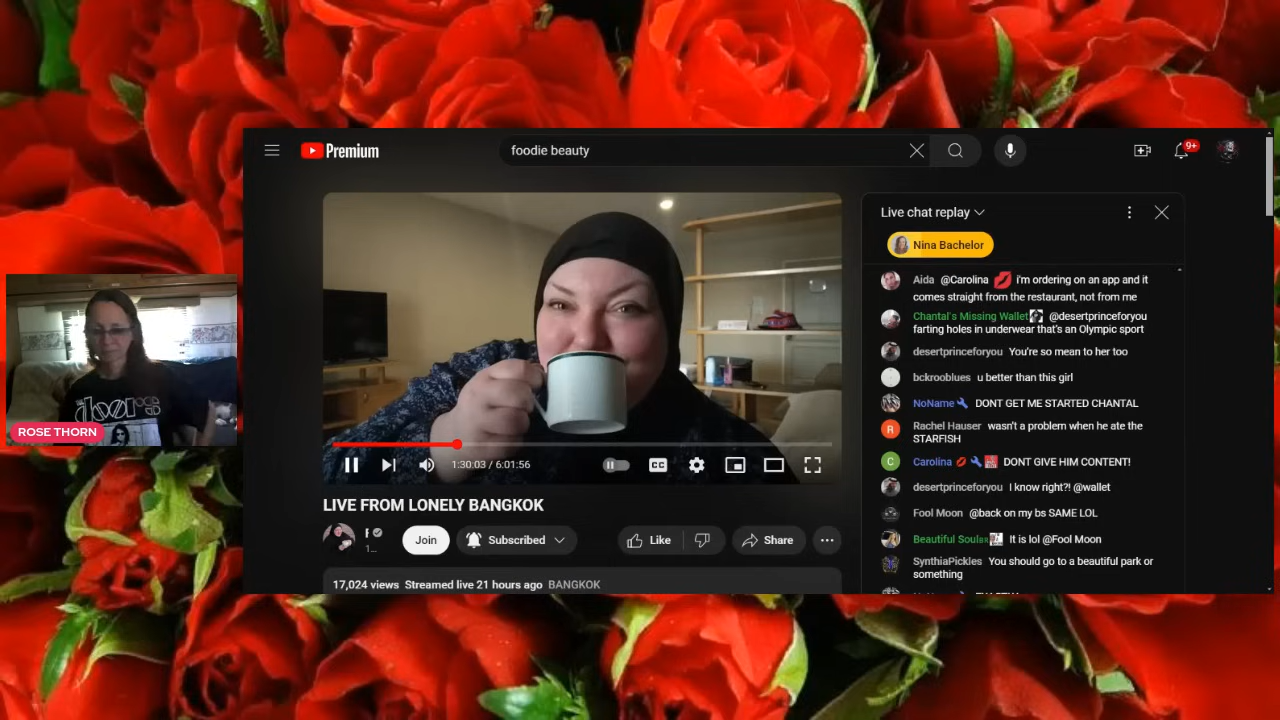 Premium
foodie beauty
9+
Live chat replay
Nina Bachelor
Aida @Carolina i'm ordering on an app and it
comes straight from the restaurant, not from me
Chantal's Missing Wallet @desertprinceforyou
farting holes in underwear that's an Olympic sport
desertprinceforyou You're so mean to her too
bckrooblues u better than this girl
NoName DONT GET ME STARTED CHANTAL
R Rachel Hauser wasn't a problem when he ate the
STARFISH
C Carolina DONT GIVE HIM CONTENT!
desertprinceforyou I know right?! @wallet
Fool Moon @back on my bs SAME LOL
It is lol @Fool Moon
SynthiaPickles You should go to a beautiful park or
something
THE DOORS
ROSE THORN
1:30:03 / 6:01:56
CC
LIVE FROM LONELY BANGKOK
Join
Subscribed
Like
Share
17,024 views Streamed live 21 hours ago BANGKOK